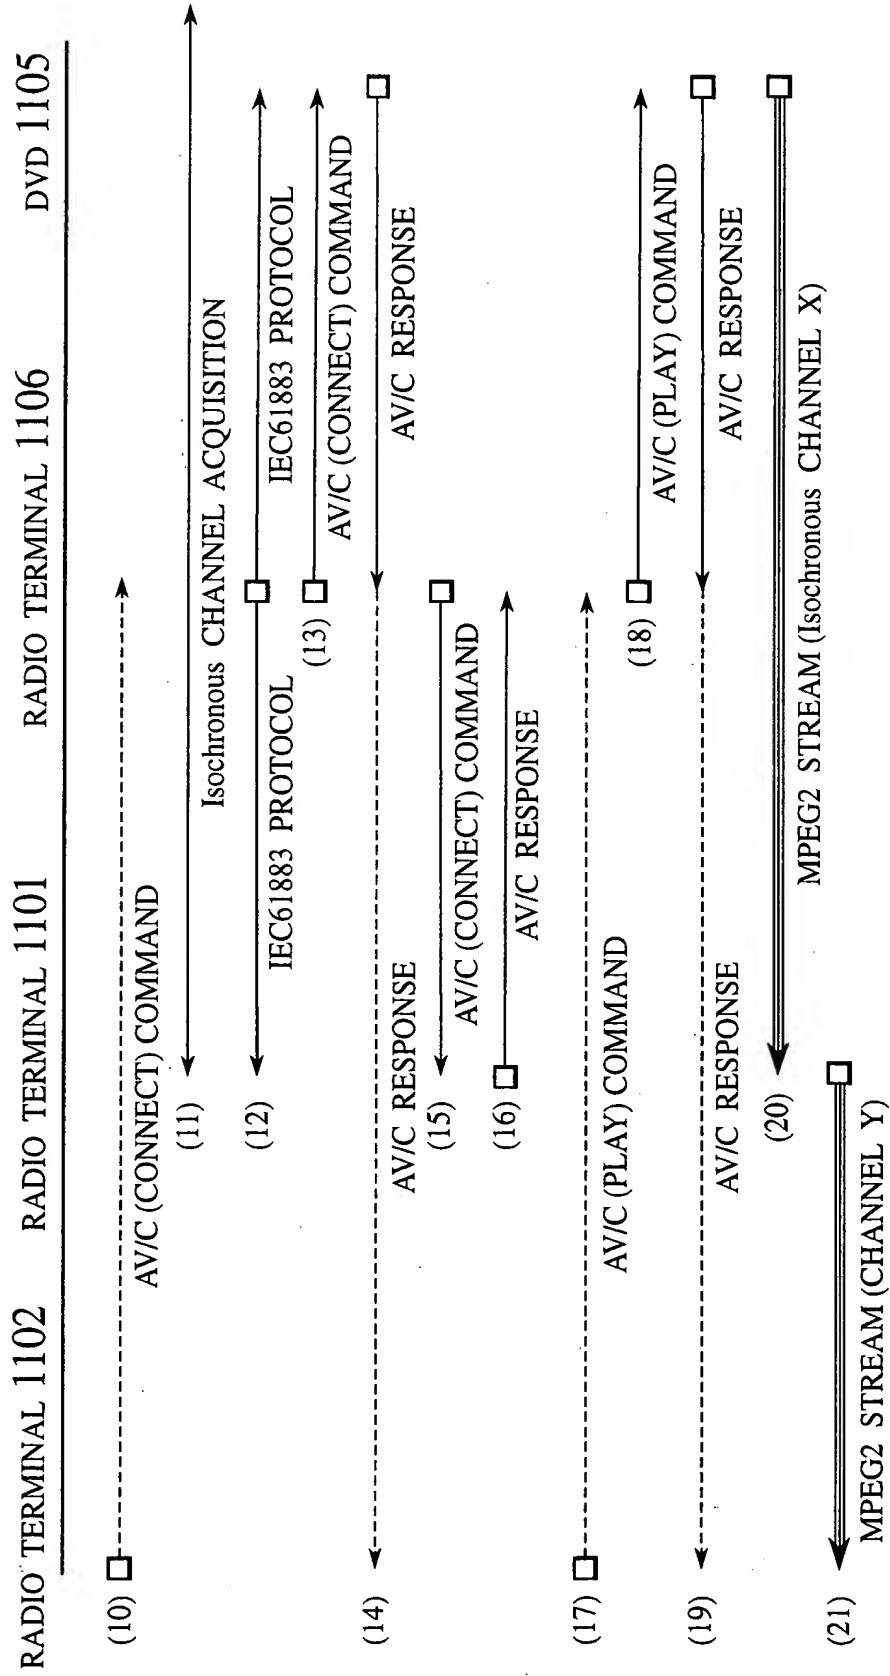 RADIO TERMINAL 1102
RADIO TERMINAL 1101
RADIO TERMINAL 1106
DVD 1105
(10)
AV/C (CONNECT) COMMAND
(11)
Isochronous CHANNEL ACQUISITION
(12)
IEC61883 PROTOCOL
IEC61883 PROTOCOL
(13)
AV/C (CONNECT) COMMAND
(14)
AV/C RESPONSE
AV/C RESPONSE
(15)
AV/C (CONNECT) COMMAND
(16)
AV/C RESPONSE
(17)
AV/C (PLAY) COMMAND
(18)
AV/C (PLAY) COMMAND
(19)
AV/C RESPONSE
AV/C RESPONSE
(20)
MPEG2 STREAM (Isochronous CHANNEL X)
(21)
MPEG2 STREAM (CHANNEL Y)